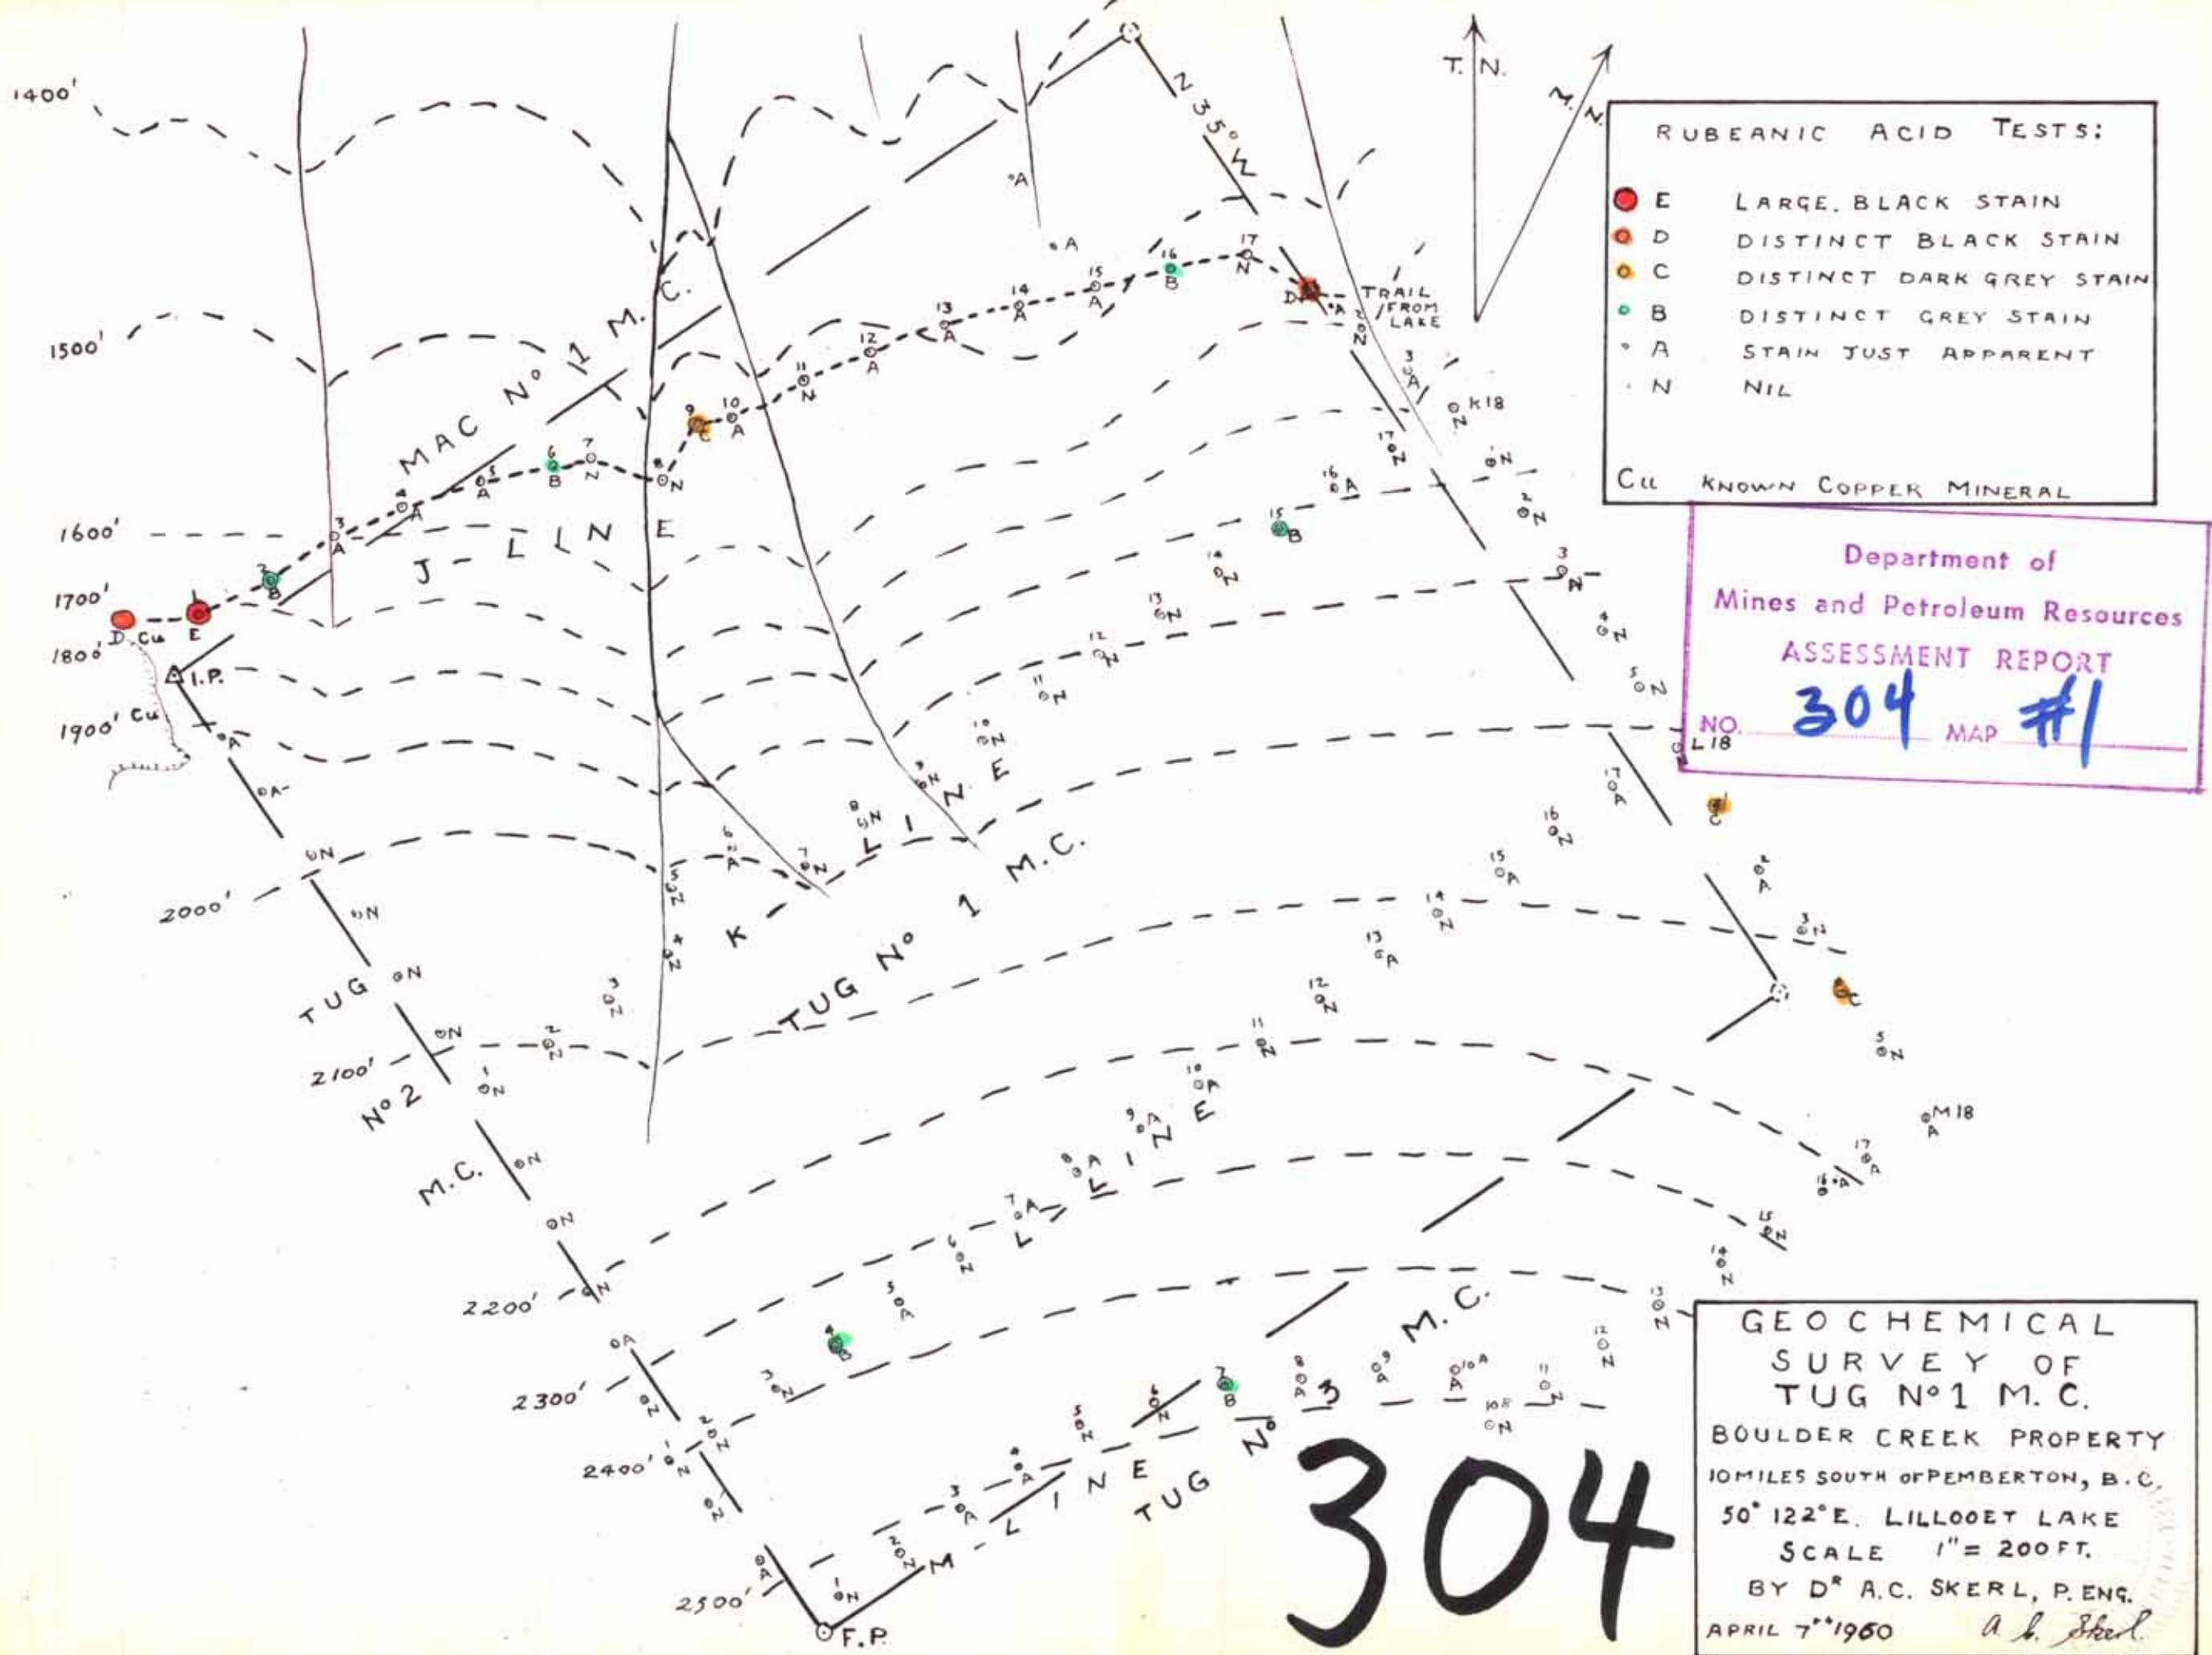 T. N.
M. N.
N 35° W
1400'
1500'
1600'
1700'
1800'
1900'
2000'
2100'
2200'
2300'
2400'
2500'
MAC Nº 1 M.C.
J - LINE
D Cu
E
I.P.
Cu
TRAIL
FROM
LAKE
K18
L18
M18
K LINE
TUG Nº 1 M.C.
TUG Nº 2 M.C.
L LINE
M - LINE
TUG Nº 3 M.C.
F.P.
RUBEANIC ACID TESTS:
E LARGE. BLACK STAIN
D DISTINCT BLACK STAIN
C DISTINCT DARK GREY STAIN
B DISTINCT GREY STAIN
A STAIN JUST APPARENT
N NIL
Cu KNOWN COPPER MINERAL
Department of
Mines and Petroleum Resources
ASSESSMENT REPORT
NO. 304 MAP #1
304
GEOCHEMICAL
SURVEY OF
TUG Nº1 M.C.
BOULDER CREEK PROPERTY
10 MILES SOUTH OF PEMBERTON, B.C.
50° 122° E. LILLOOET LAKE
SCALE 1" = 200 FT.
BY DR A.C. SKERL, P. ENG.
APRIL 7TH 1960 A. C. Skerl